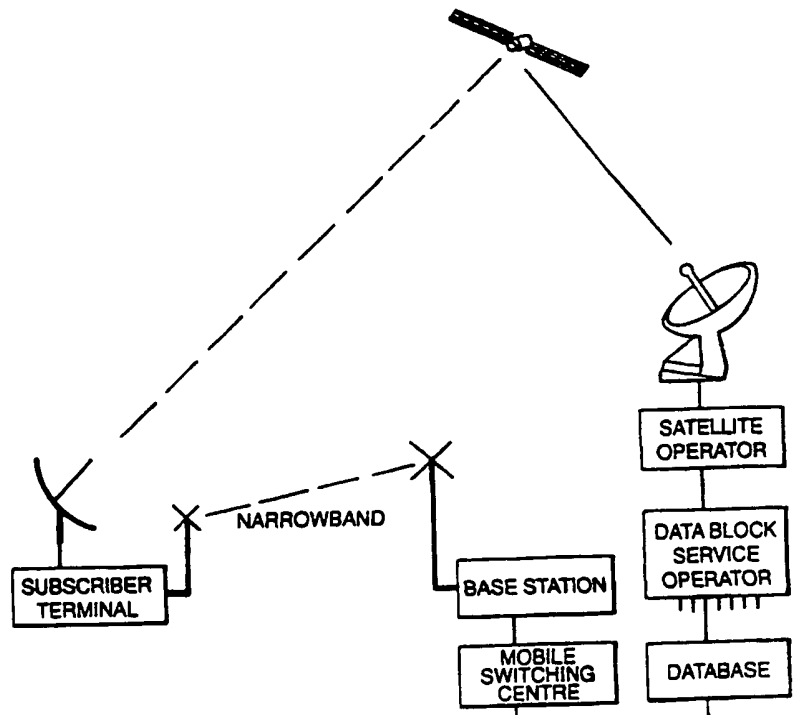 SATELLITE
OPERATOR
NARROWBAND
DATA BLOCK
SERVICE
OPERATOR
SUBSCRIBER
TERMINAL
BASE STATION
MOBILE
SWITCHING
CENTRE
DATABASE